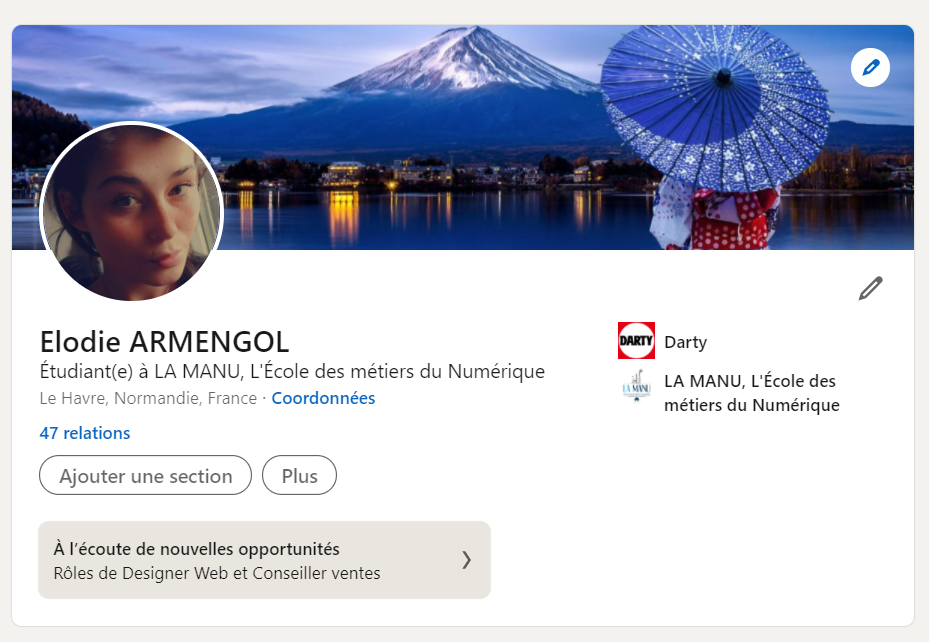 Elodie ARMENGOL
Étudiant(e) à LA MANU, L'École des métiers du Numérique
Le Havre, Normandie, France · Coordonnées
47 relations
Ajouter une section
Plus
À l'écoute de nouvelles opportunités
Rôles de Designer Web et Conseiller ventes
DARTY
Darty
LA MANU
LA MANU, L'École des
métiers du Numérique